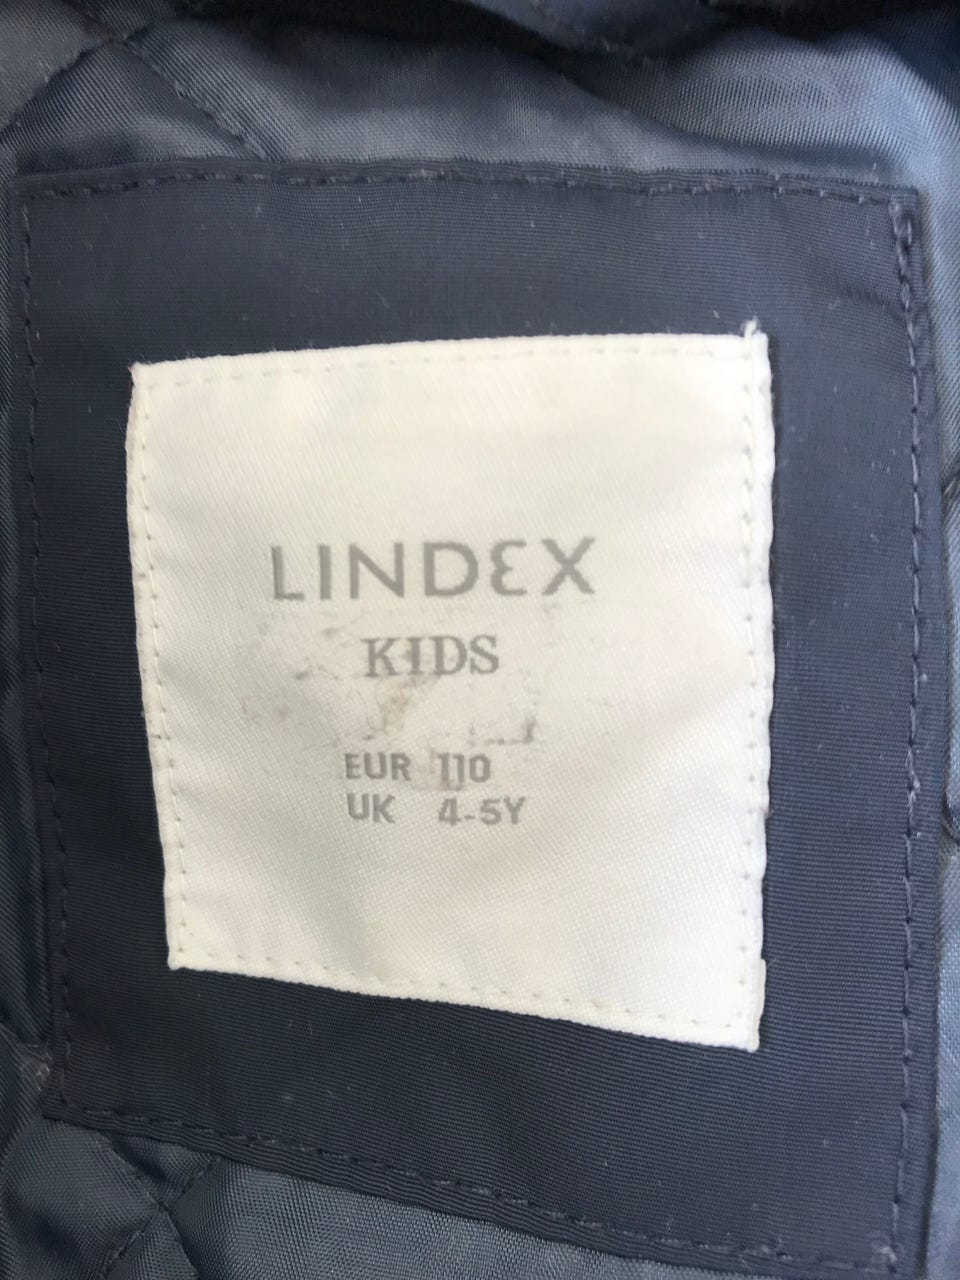 LINDEX
KIDS
EUR 110
UK 4-5Y